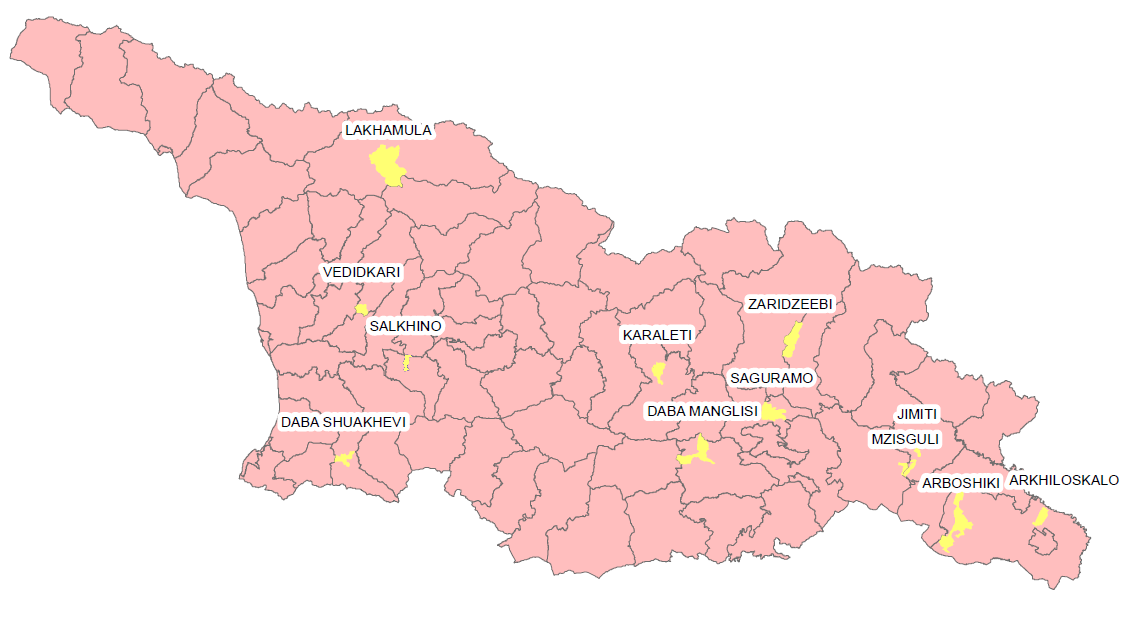 LAKHAMULA
VEDIDKARI
ZARIDZEEBI
SALKHINO
KARALETI
SAGURAMO
DABA MANGLISI
JIMITI
DABA SHUAKHEVI
MZISGULI
ARKHILOSKALO
ARBOSHIKI